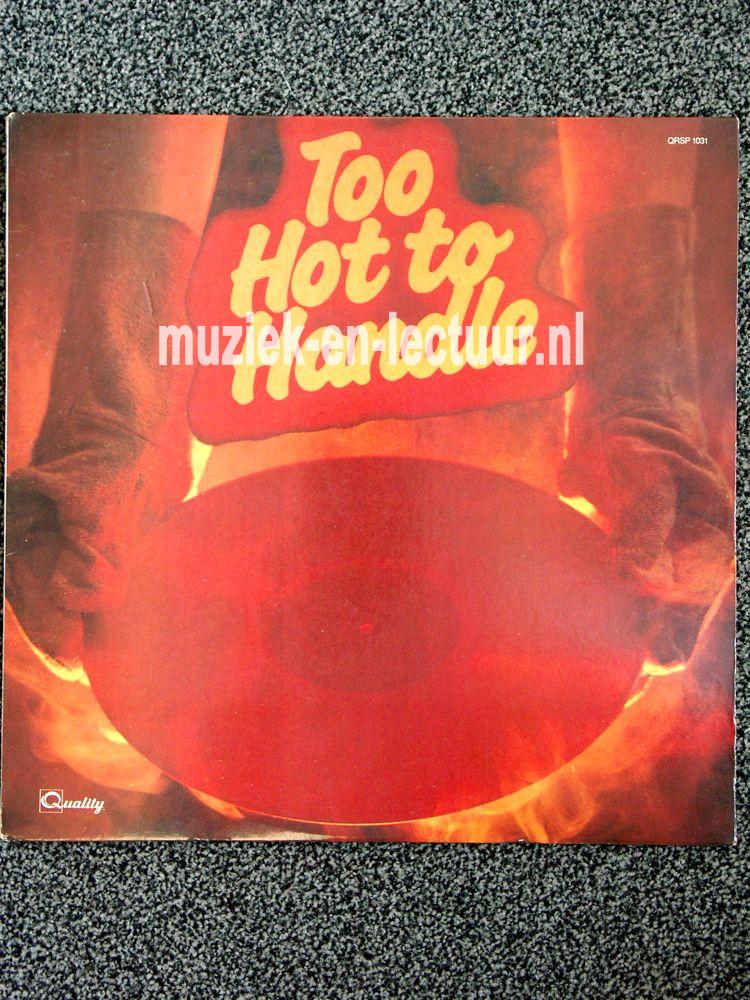 QRSP 1031
Too
Hot to
Handle
muziek-en-lectuur.nl
Quality